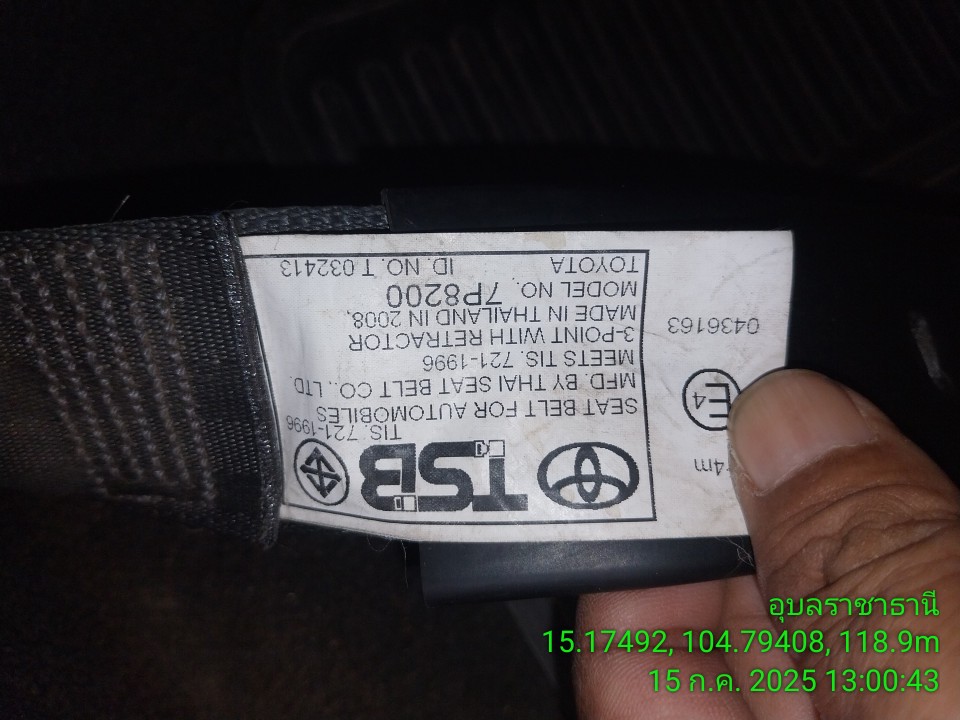 TSB
TIS. 721-1996
SEAT BELT FOR AUTOMOBILES
MFD. BY THAI SEAT BELT CO., LTD.
MEETS TIS. 721-1996
3-POINT WITH RETRACTOR
MADE IN THAILAND IN 2008,
MODEL NO. 7P8200
TOYOTA ID. NO. T 032413
E4
0436163
อุบลราชาธานี
15.17492, 104.79408, 118.9m
15 ก.ค. 2025 13:00:43